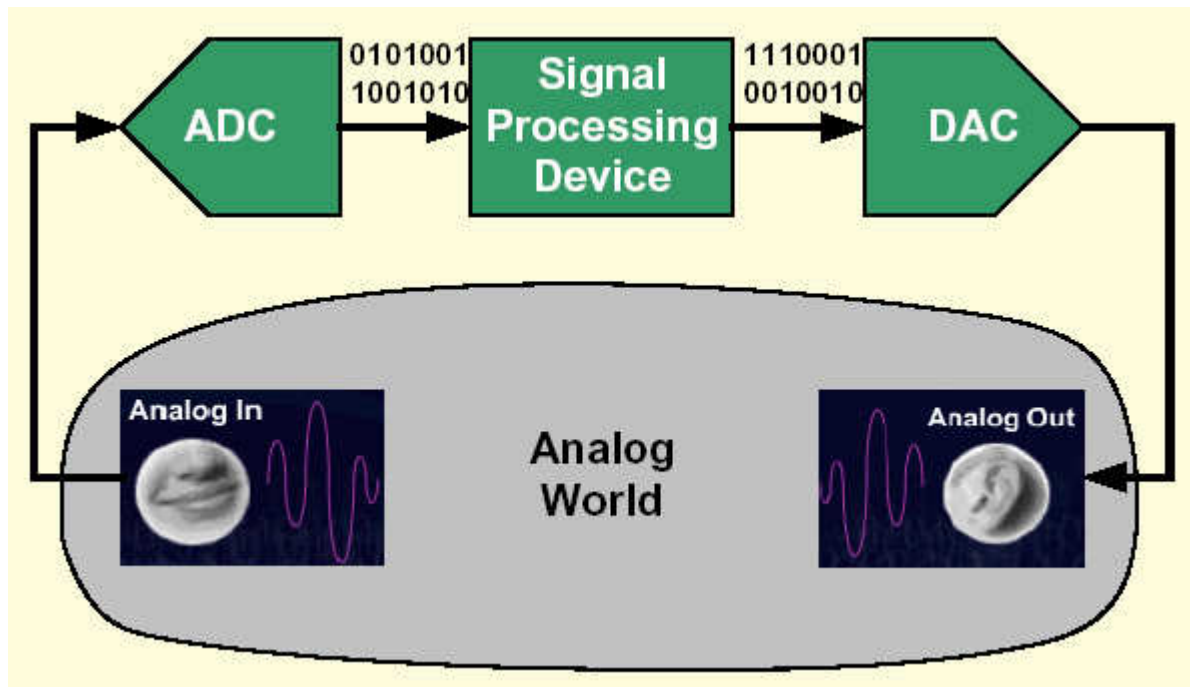 ADC
0101001
1001010
Signal
Processing
Device
1110001
0010010
DAC
Analog In
Analog
World
Analog Out